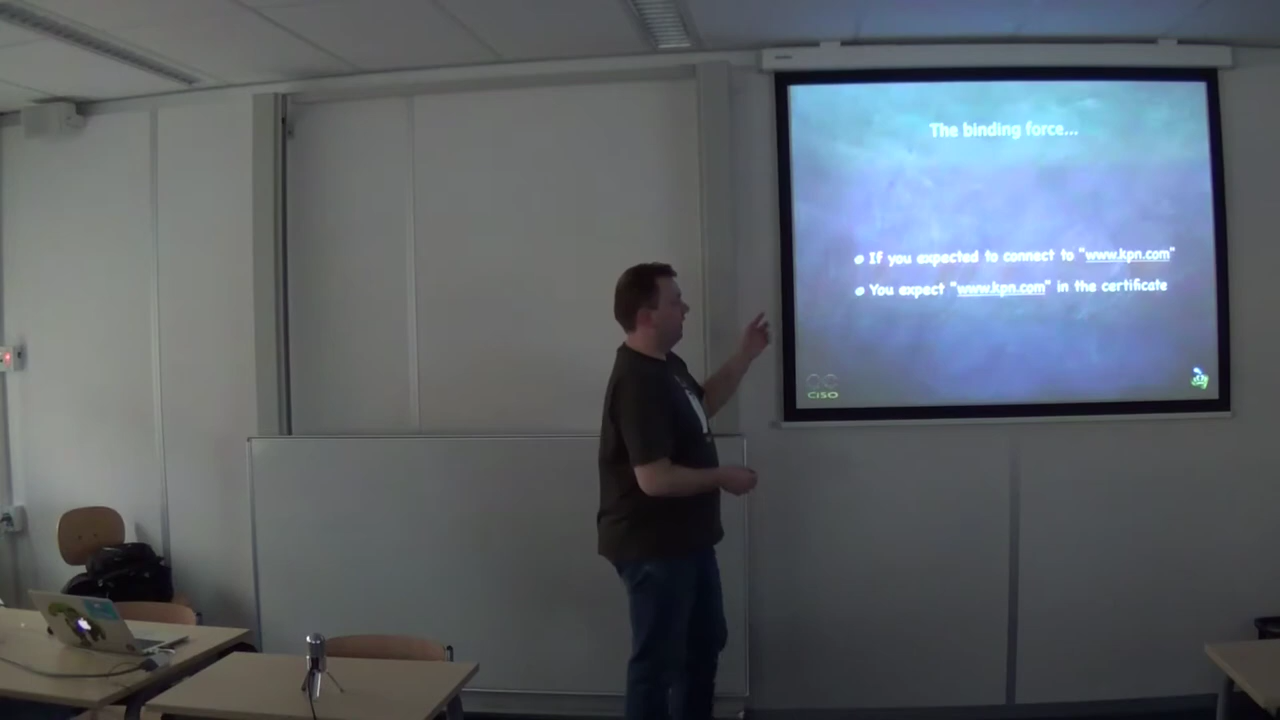 The binding force...
If you expected to connect to "www.kpn.com"
You expect "www.kpn.com" in the certificate
CISO